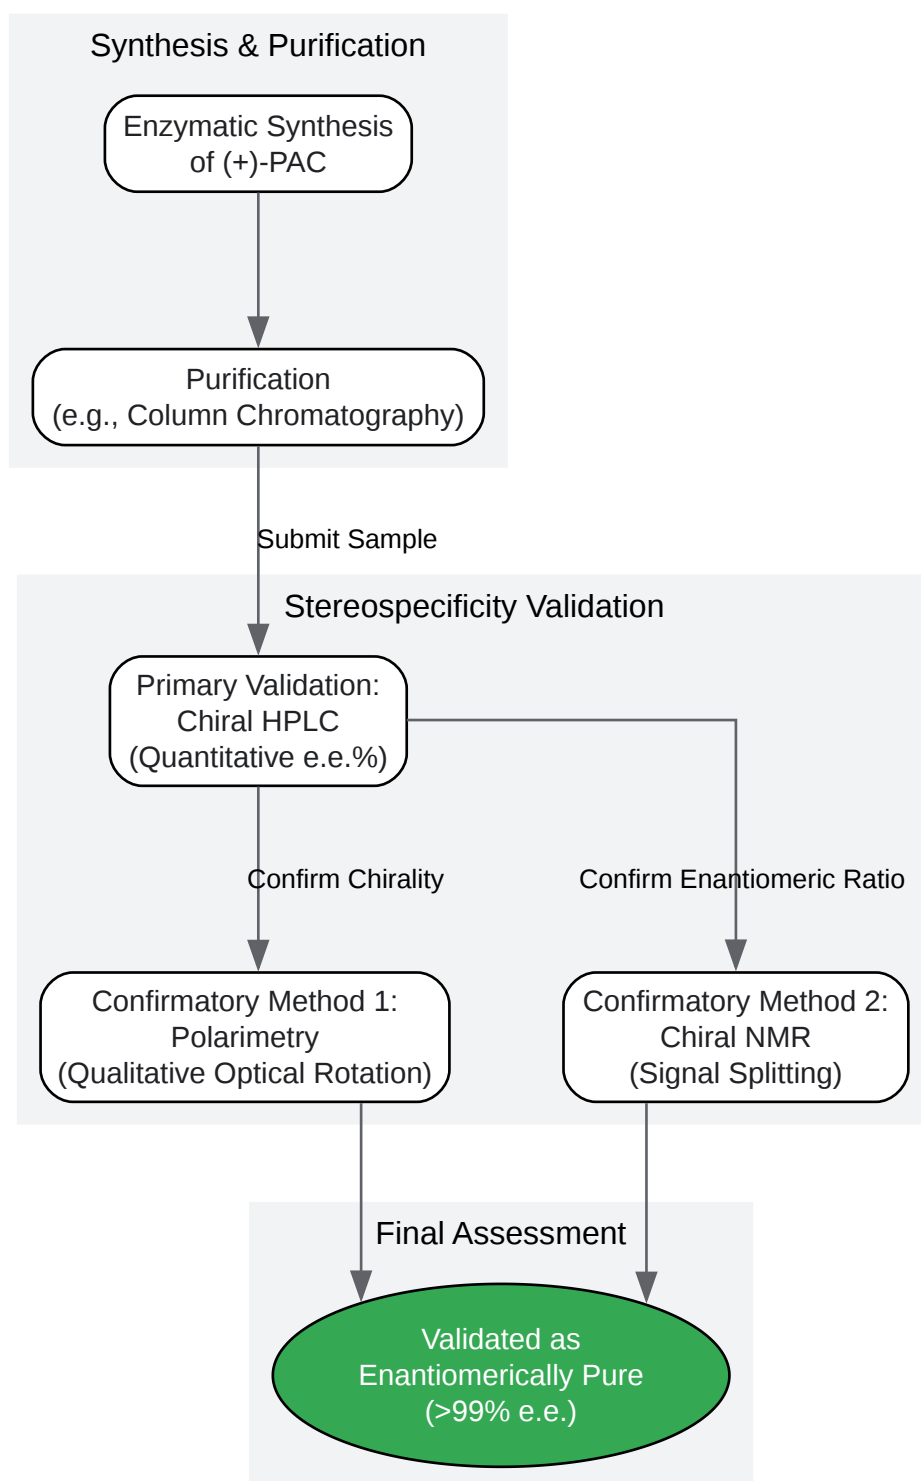 Synthesis & Purification
Enzymatic Synthesis
of (+)-PAC
Purification
(e.g., Column Chromatography)
Submit Sample
Stereospecificity Validation
Primary Validation:
Chiral HPLC
(Quantitative e.e.%)
Confirm Chirality
Confirm Enantiomeric Ratio
Confirmatory Method 1:
Polarimetry
(Qualitative Optical Rotation)
Confirmatory Method 2:
Chiral NMR
(Signal Splitting)
Final Assessment
Validated as
Enantiomerically Pure
(>99% e.e.)